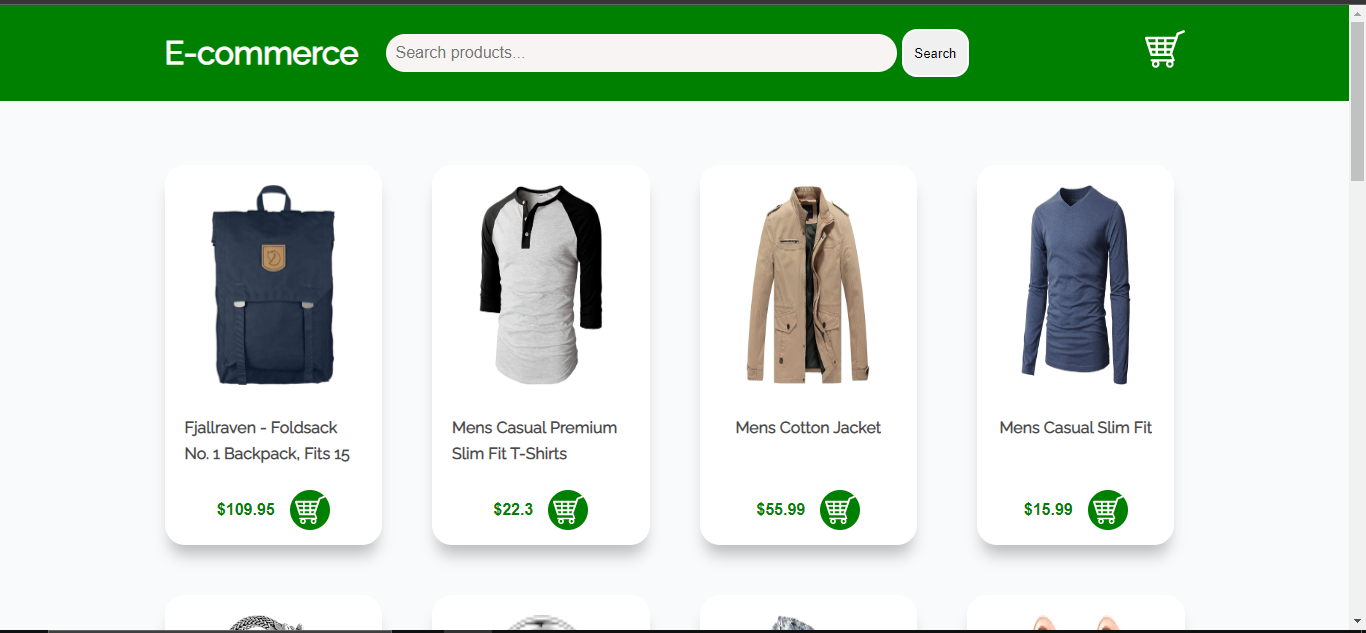 E-commerce
Search products...
Search
Fjallraven - Foldsack
No. 1 Backpack, Fits 15
$109.95
Mens Casual Premium
Slim Fit T-Shirts
$22.3
Mens Cotton Jacket
$55.99
Mens Casual Slim Fit
$15.99